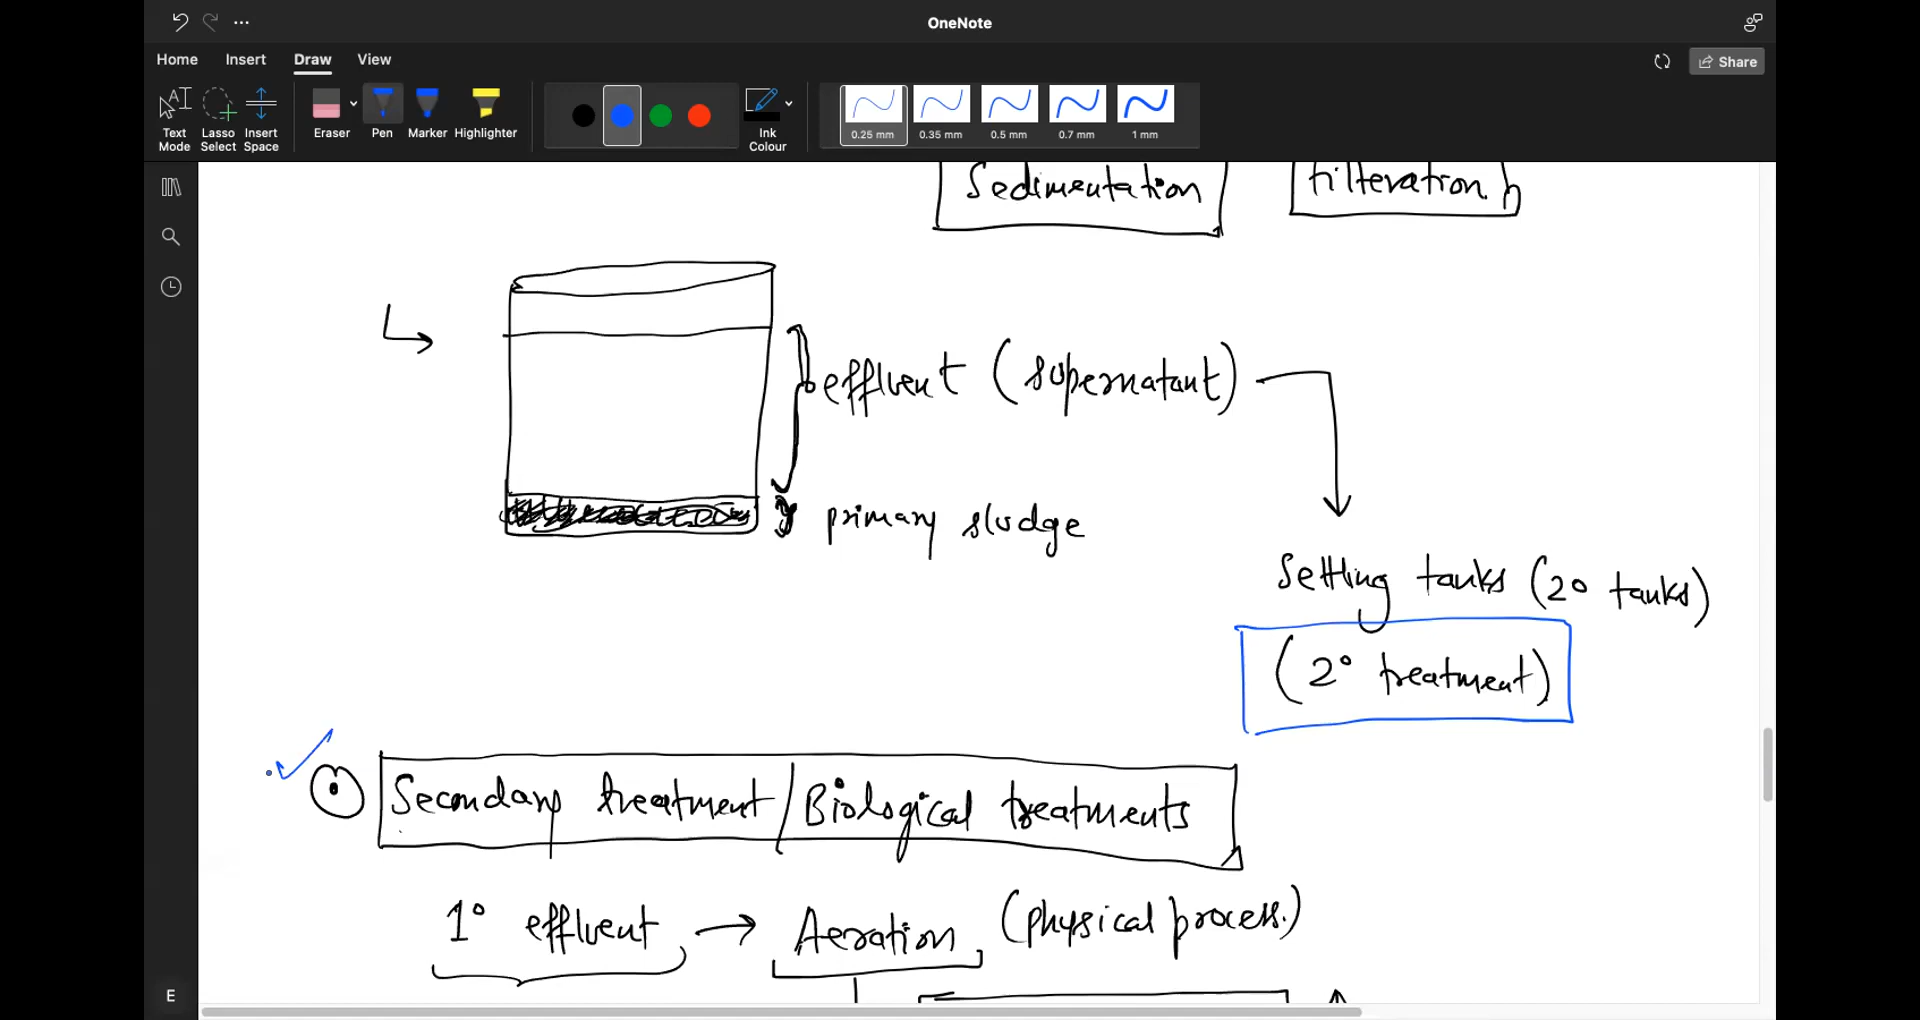 OneNote
Home Insert Draw View
Share
Text Mode
Lasso Select
Insert Space
Eraser
Pen
Marker
Highlighter
Ink Colour
0.25 mm
0.35 mm
0.5 mm
0.7 mm
1 mm
Sedimentation
filteration
effluent (supernatant)
primary sludge
Settling tanks (2° tanks)
(2° treatment)
Secondary treatment/Biological treatments
1° effluent → Aeration (physical process.)
E